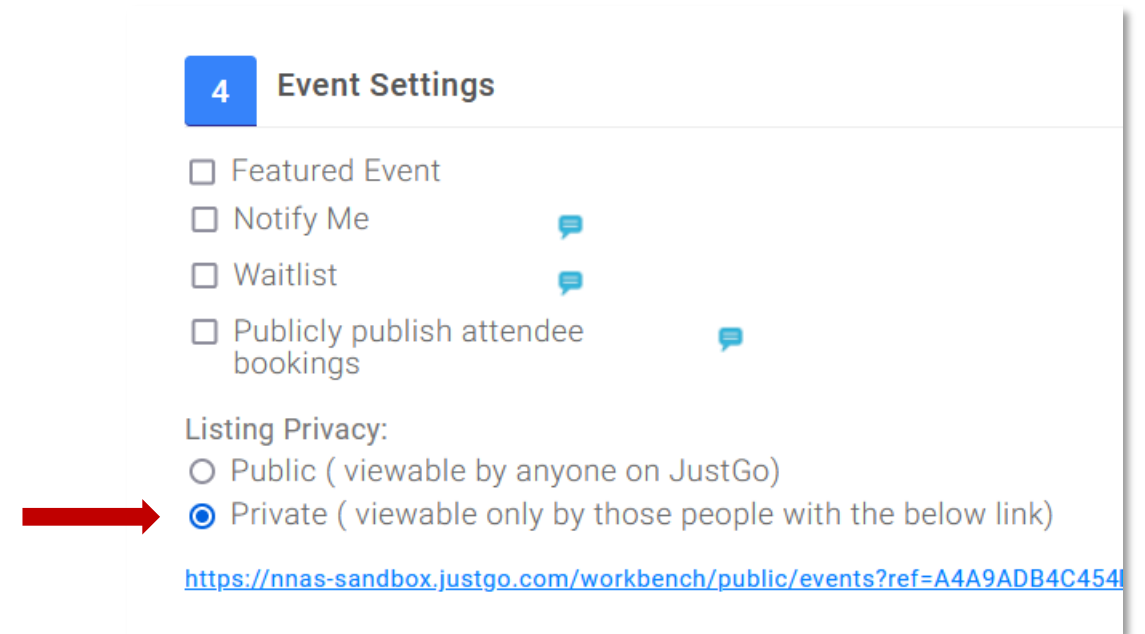 4 Event Settings
Featured Event
Notify Me
Waitlist
Publicly publish attendee
bookings
Listing Privacy:
Public ( viewable by anyone on JustGo)
Private ( viewable only by those people with the below link)
https://nnas-sandbox.justgo.com/workbench/public/events?ref=A4A9ADB4C454